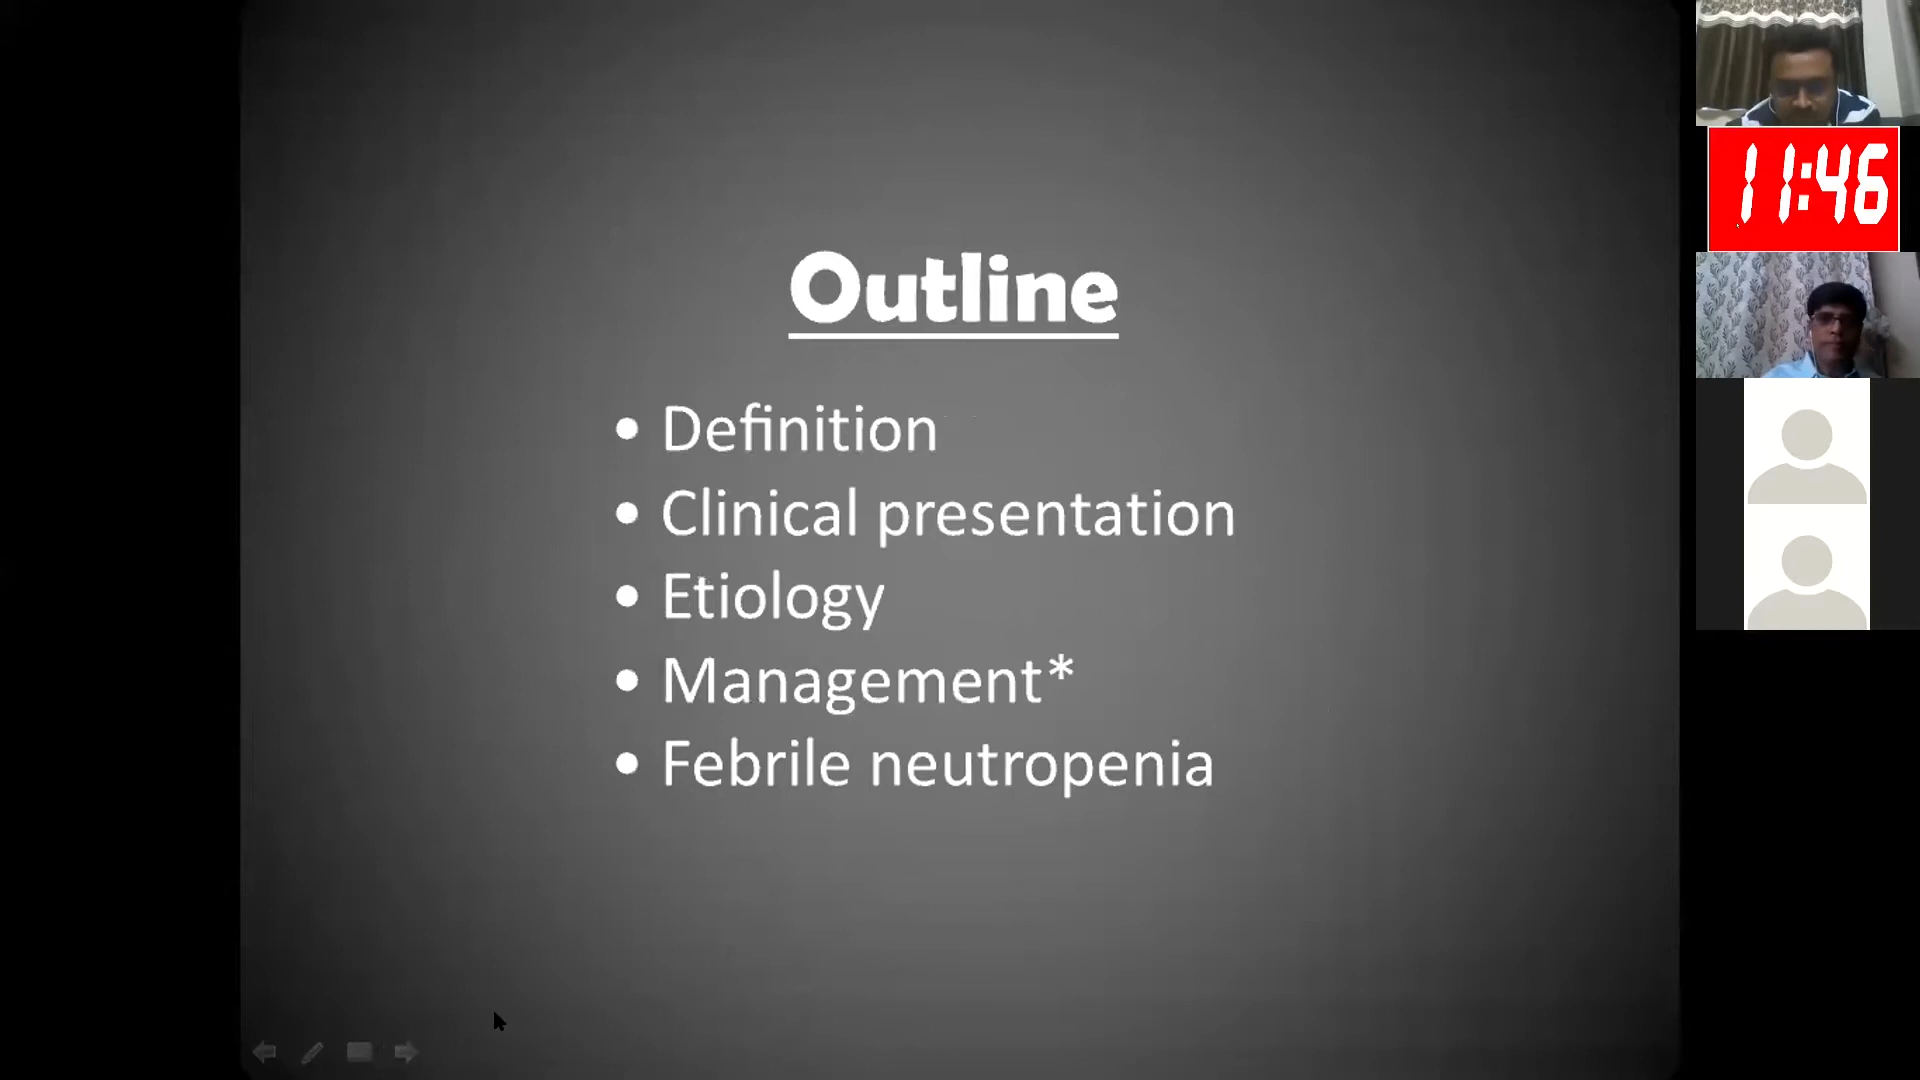 Outline
• Definition
• Clinical presentation
• Etiology
• Management*
• Febrile neutropenia
11:46